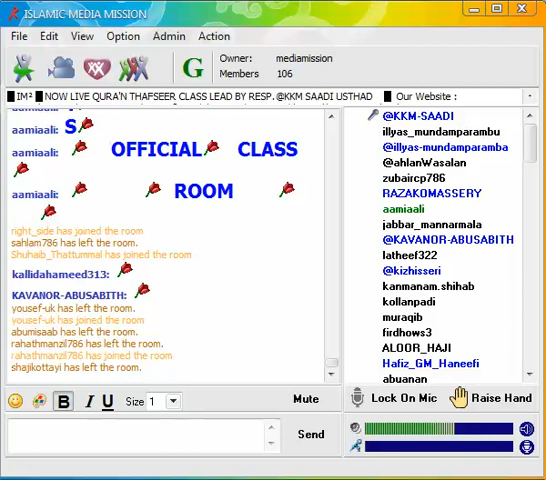 ISLAMIC MEDIA MISSION
File Edit View Option Admin Action
G Owner: mediamission
Members 106
IM² NOW LIVE QURA'N THAFSEER CLASS LEAD BY RESP.@KKM SAADI USTHAD Our Website :
aamiaali:
aamiaali: S
aamiaali: OFFICIAL CLASS
aamiaali: ROOM
right_side has joined the room
sahlam786 has left the room.
Shuhaib_Thattummal has joined the room
kallidahameed313:
KAVANOR-ABUSABITH:
yousef-uk has left the room.
yousef-uk has joined the room
abumisaab has left the room.
rahathmanzil786 has left the room.
rahathmanzil786 has joined the room
shajikottayi has left the room.
@KKM-SAADI
illyas_mundamparambu
@illyas-mundamparamba
@ahlanWasalan
zubaircp786
RAZAKOMASSERY
aamiaali
jabbar_mannarmala
@KAVANOR-ABUSABITH
latheef322
@kizhisseri
kanmanam.shihab
kollanpadi
muraqib
firdhows3
ALOOR_HAJI
Hafiz_GM_Haneefi
abuanan
B I U Size 1 Mute
Lock On Mic Raise Hand
Send